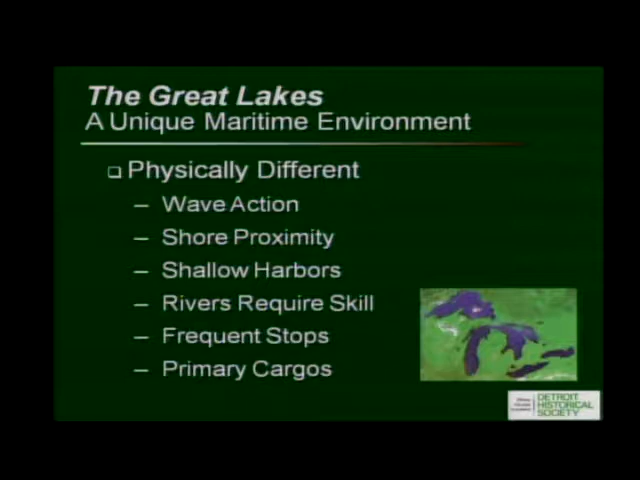 The Great Lakes
A Unique Maritime Environment
Physically Different
– Wave Action
– Shore Proximity
– Shallow Harbors
– Rivers Require Skill
– Frequent Stops
– Primary Cargos
DETROIT
HISTORICAL
SOCIETY